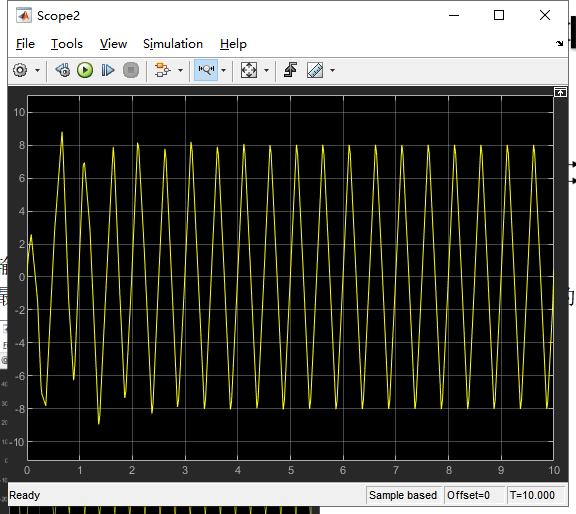 Scope2
File Tools View Simulation Help
10
8
6
4
2
0
-2
-4
-6
-8
-10
0 1 2 3 4 5 6 7 8 9 10
Ready Sample based Offset=0 T=10.000